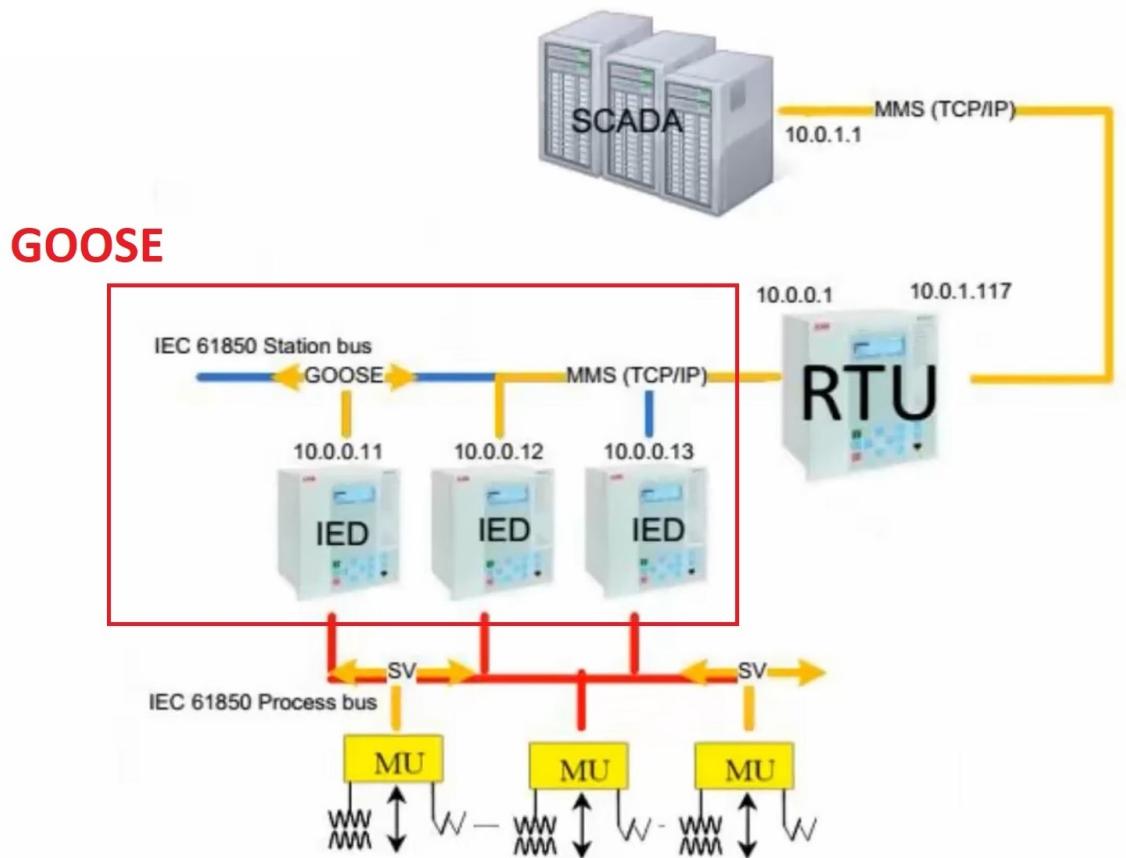 SCADA
MMS (TCP/IP)
10.0.1.1
GOOSE
10.0.0.1
10.0.1.117
IEC 61850 Station bus
GOOSE
MMS (TCP/IP)
RTU
10.0.0.11
10.0.0.12
10.0.0.13
IED
IED
IED
SV
SV
IEC 61850 Process bus
MU
MU
MU